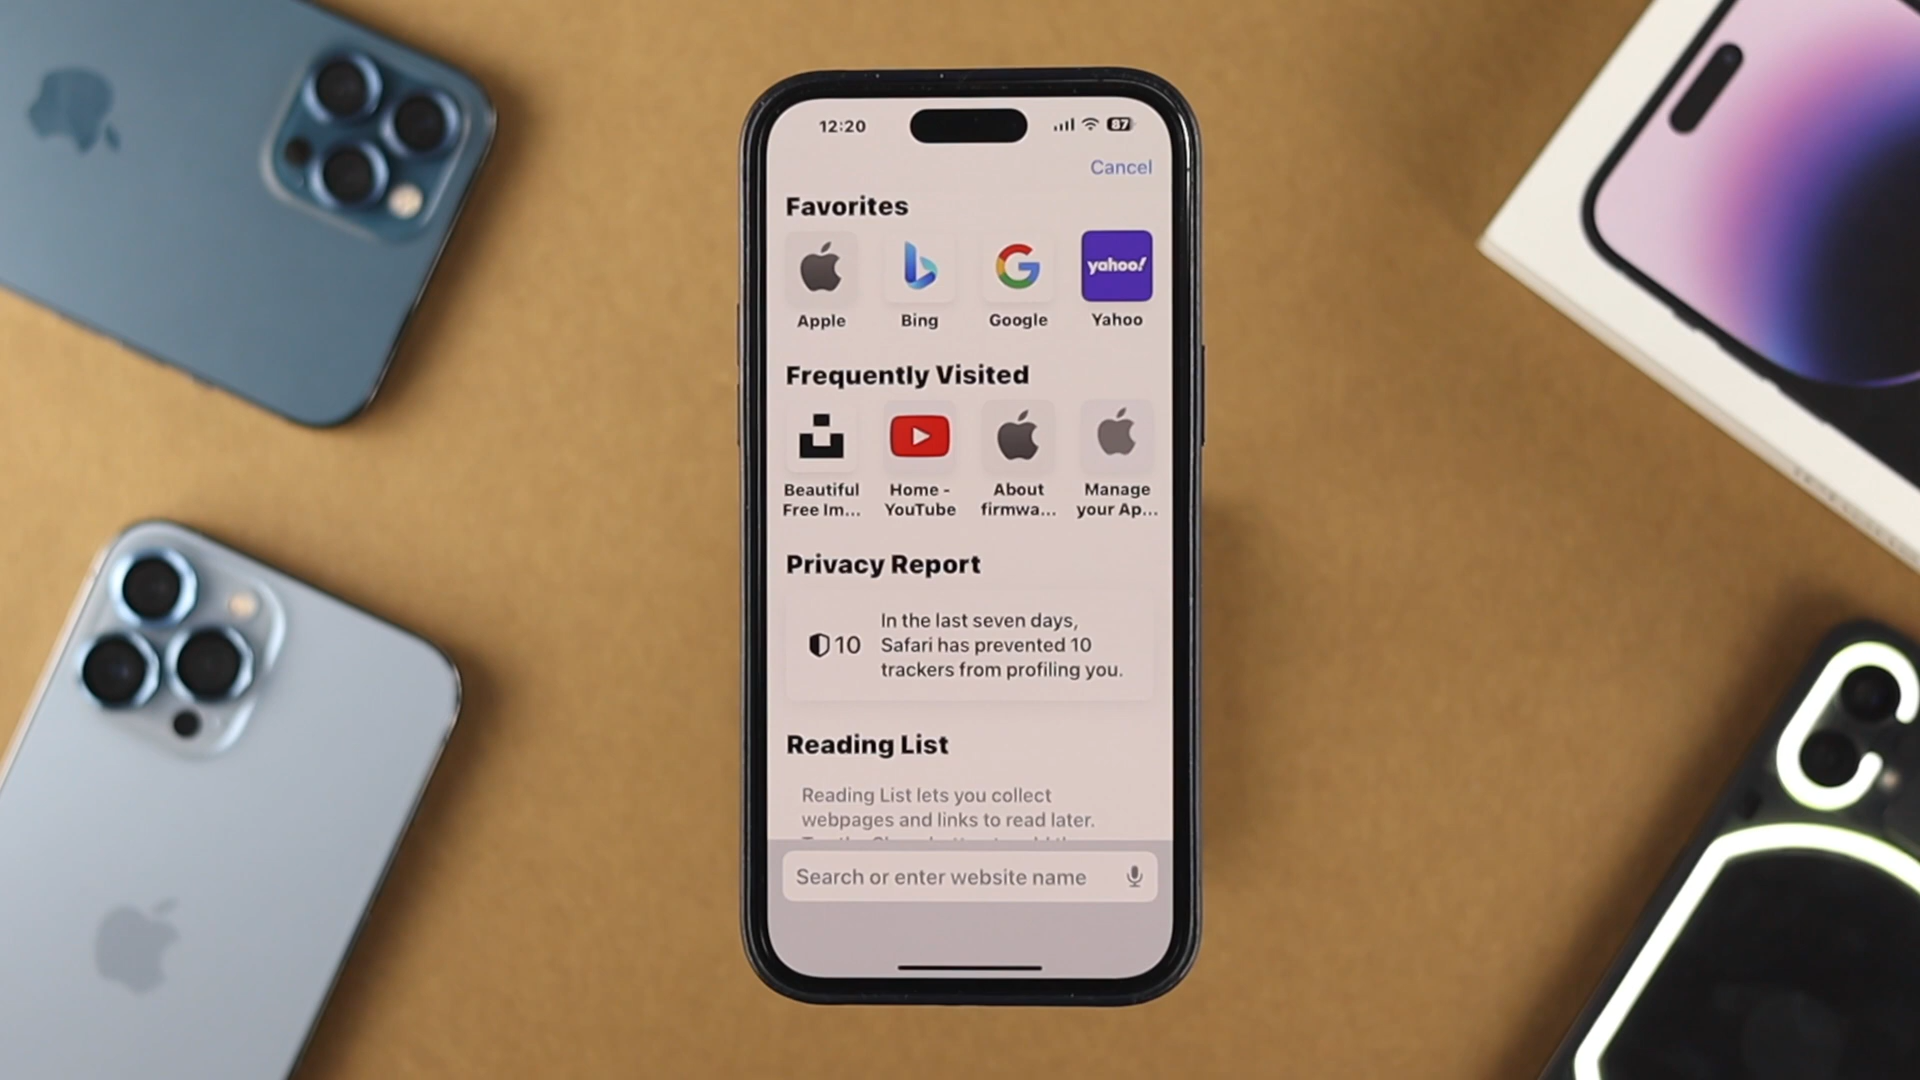 12:20
87
Cancel
Favorites
yahoo!
Apple Bing Google Yahoo
Frequently Visited
Beautiful Home - About Manage
Free Im... YouTube firmwa... your Ap...
Privacy Report
In the last seven days,
10 Safari has prevented 10
trackers from profiling you.
Reading List
Reading List lets you collect
webpages and links to read later.
Search or enter website name